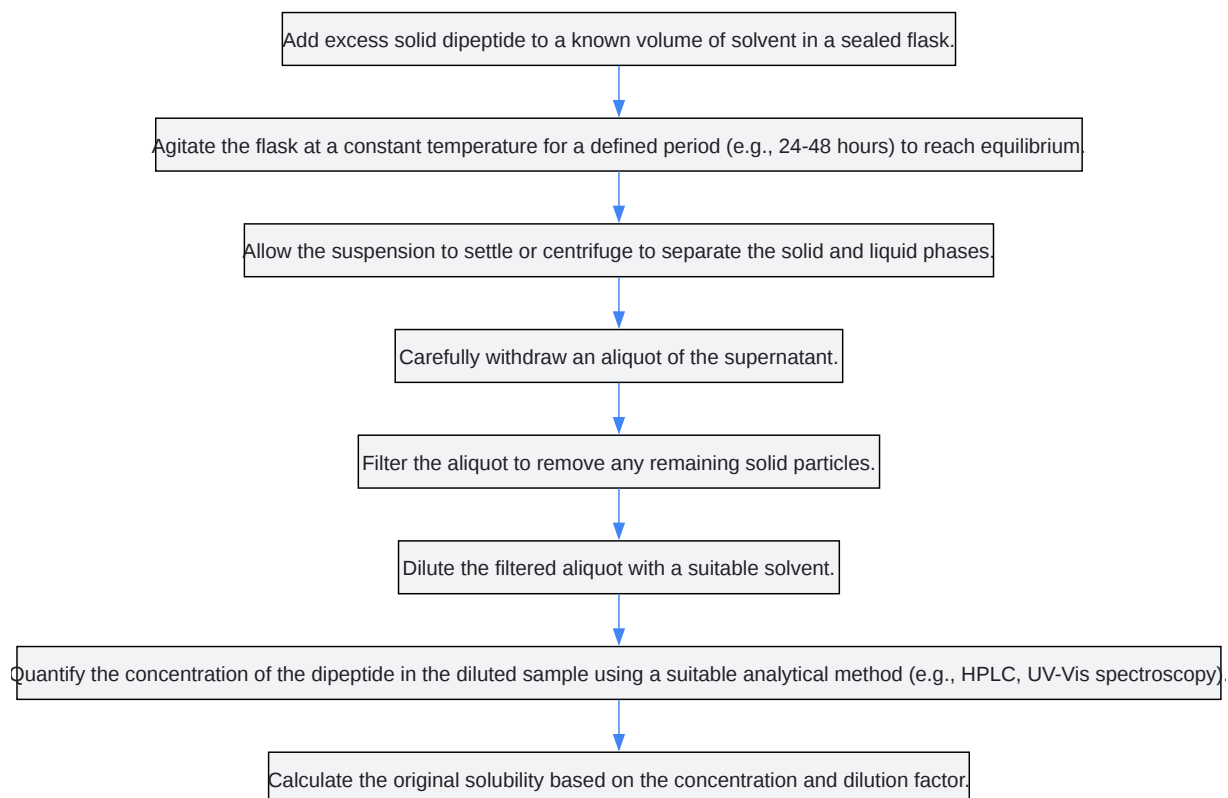 Add excess solid dipeptide to a known volume of solvent in a sealed flask.
Agitate the flask at a constant temperature for a defined period (e.g., 24-48 hours) to reach equilibrium.
Allow the suspension to settle or centrifuge to separate the solid and liquid phases.
Carefully withdraw an aliquot of the supernatant.
Filter the aliquot to remove any remaining solid particles.
Dilute the filtered aliquot with a suitable solvent.
Quantify the concentration of the dipeptide in the diluted sample using a suitable analytical method (e.g., HPLC, UV-Vis spectroscopy).
Calculate the original solubility based on the concentration and dilution factor.